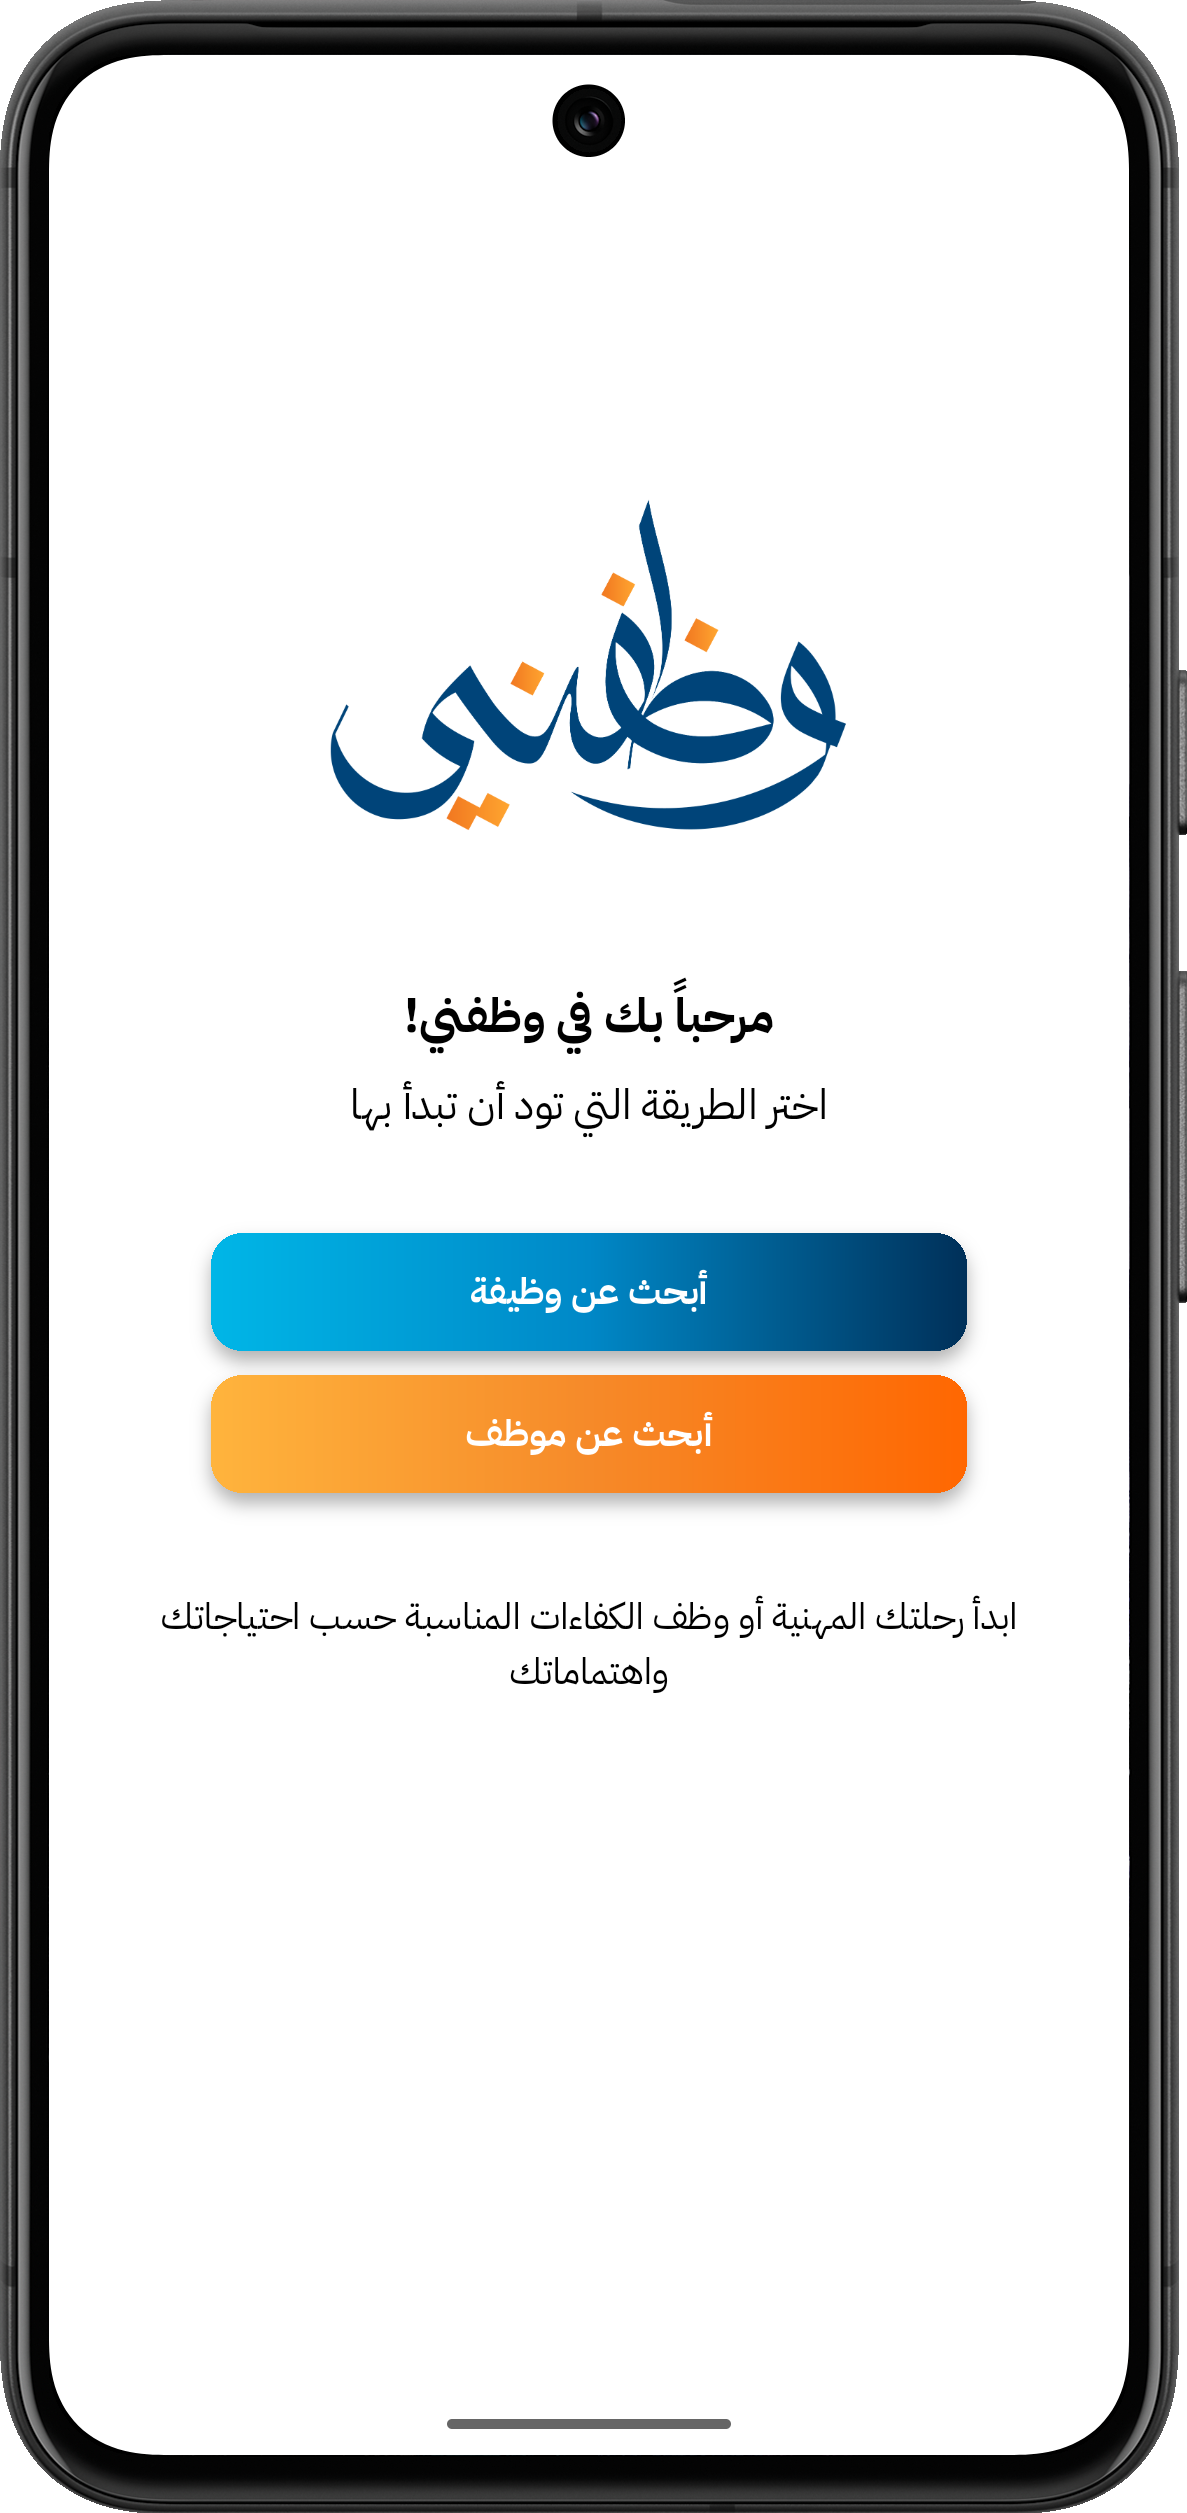 وظفني
مرحباً بك في وظفني!
اختر الطريقة التي تود أن تبدأ بها
أبحث عن وظيفة
أبحث عن موظف
ابدأ رحلتك المهنية أو وظف الكفاءات المناسبة حسب احتياجاتك
واهتماماتك